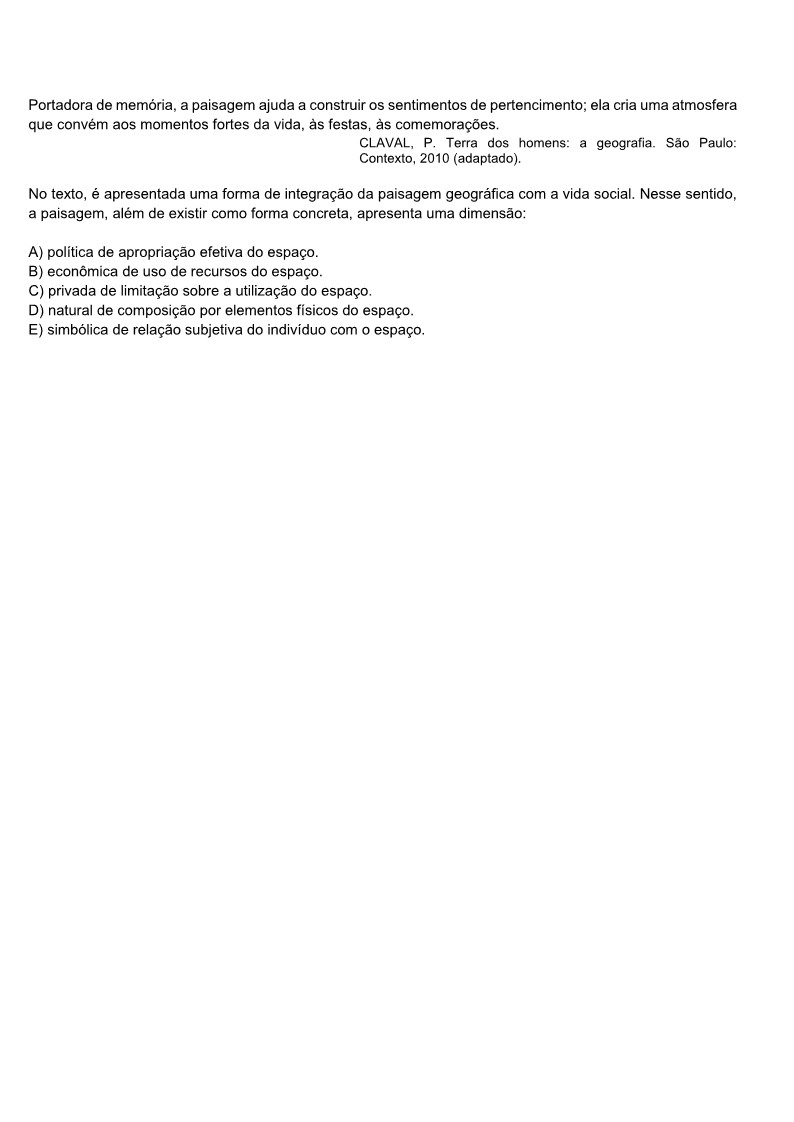 Portadora de memória, a paisagem ajuda a construir os sentimentos de pertencimento; ela cria uma atmosfera
que convém aos momentos fortes da vida, às festas, às comemorações.
CLAVAL, P. Terra dos homens: a geografia. São Paulo:
Contexto, 2010 (adaptado).
No texto, é apresentada uma forma de integração da paisagem geográfica com a vida social. Nesse sentido,
a paisagem, além de existir como forma concreta, apresenta uma dimensão:
A) política de apropriação efetiva do espaço.
B) econômica de uso de recursos do espaço.
C) privada de limitação sobre a utilização do espaço.
D) natural de composição por elementos físicos do espaço.
E) simbólica de relação subjetiva do indivíduo com o espaço.